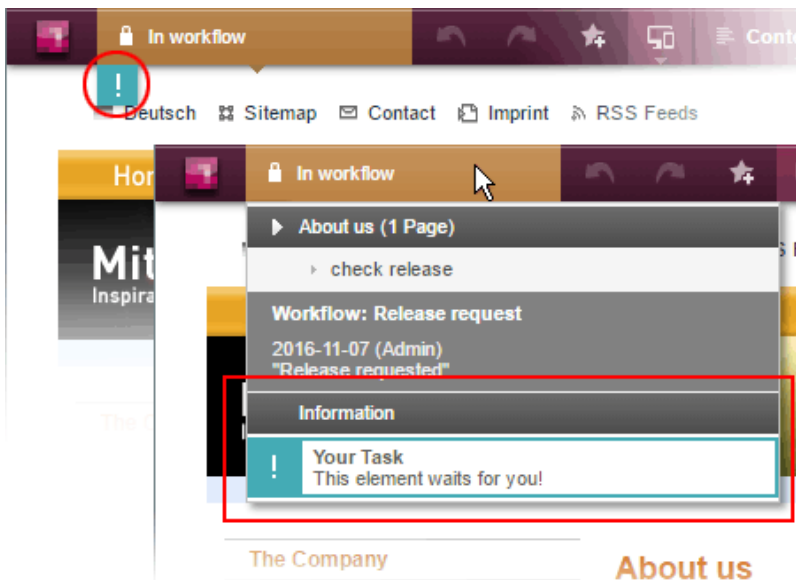 In workflow
!
Deutsch Sitemap Contact Imprint RSS Feeds
In workflow
About us (1 Page)
check release
Mit
Inspira
Workflow: Release request
2016-11-07 (Admin)
"Release requested"
Information
! Your Task
This element waits for you!
The Company
About us